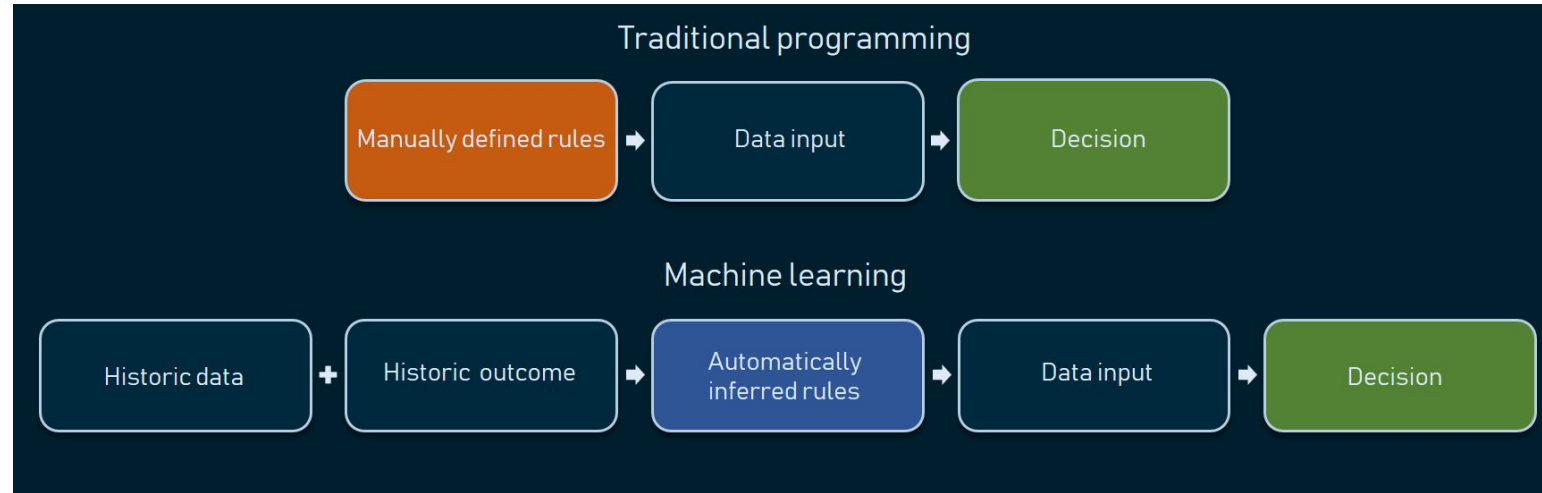 Traditional programming
Manually defined rules
Data input
Decision
Machine learning
Historic data
Historic outcome
Automatically
inferred rules
Data input
Decision